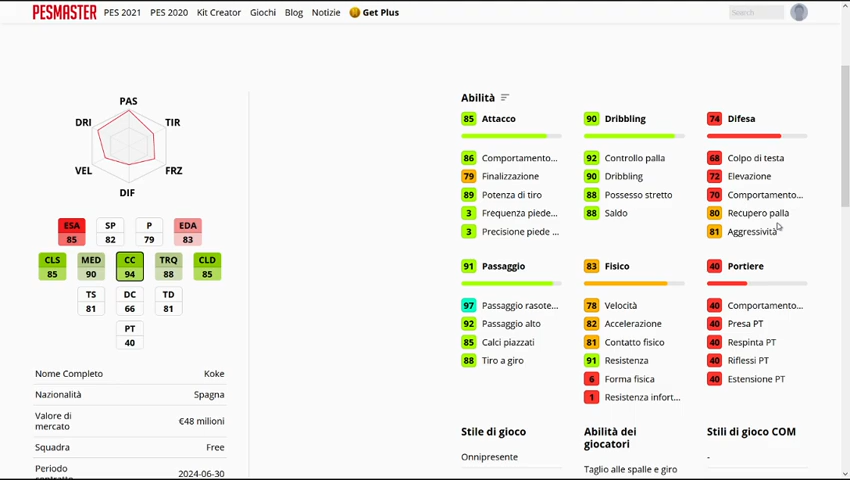 PESMASTER PES 2021 PES 2020 Kit Creator Giochi Blog Notizie Get Plus Search
PAS
DRI TIR
VEL FRZ
DIF
ESA SP P EDA
85 82 79 83
CLS MED CC TRQ CLD
85 90 94 88 85
TS DC TD
81 66 81
PT
40
Nome Completo Koke
Nazionalità Spagna
Valore di
mercato €48 milioni
Squadra Free
Periodo
contratto 2024-06-30
Abilità
85 Attacco
86 Comportamento...
79 Finalizzazione
89 Potenza di tiro
3 Frequenza piede...
3 Precisione piede ...
90 Dribbling
92 Controllo palla
90 Dribbling
88 Possesso stretto
88 Saldo
74 Difesa
68 Colpo di testa
72 Elevazione
70 Comportamento...
80 Recupero palla
81 Aggressività
91 Passaggio
97 Passaggio rasote...
92 Passaggio alto
85 Calci piazzati
88 Tiro a giro
83 Fisico
78 Velocità
82 Accelerazione
81 Contatto fisico
91 Resistenza
6 Forma fisica
1 Resistenza infort...
40 Portiere
40 Comportamento...
40 Presa PT
40 Respinta PT
40 Riflessi PT
40 Estensione PT
Stile di gioco
Onnipresente
Abilità dei
giocatori
Taglio alle spalle e giro
Stili di gioco COM
-